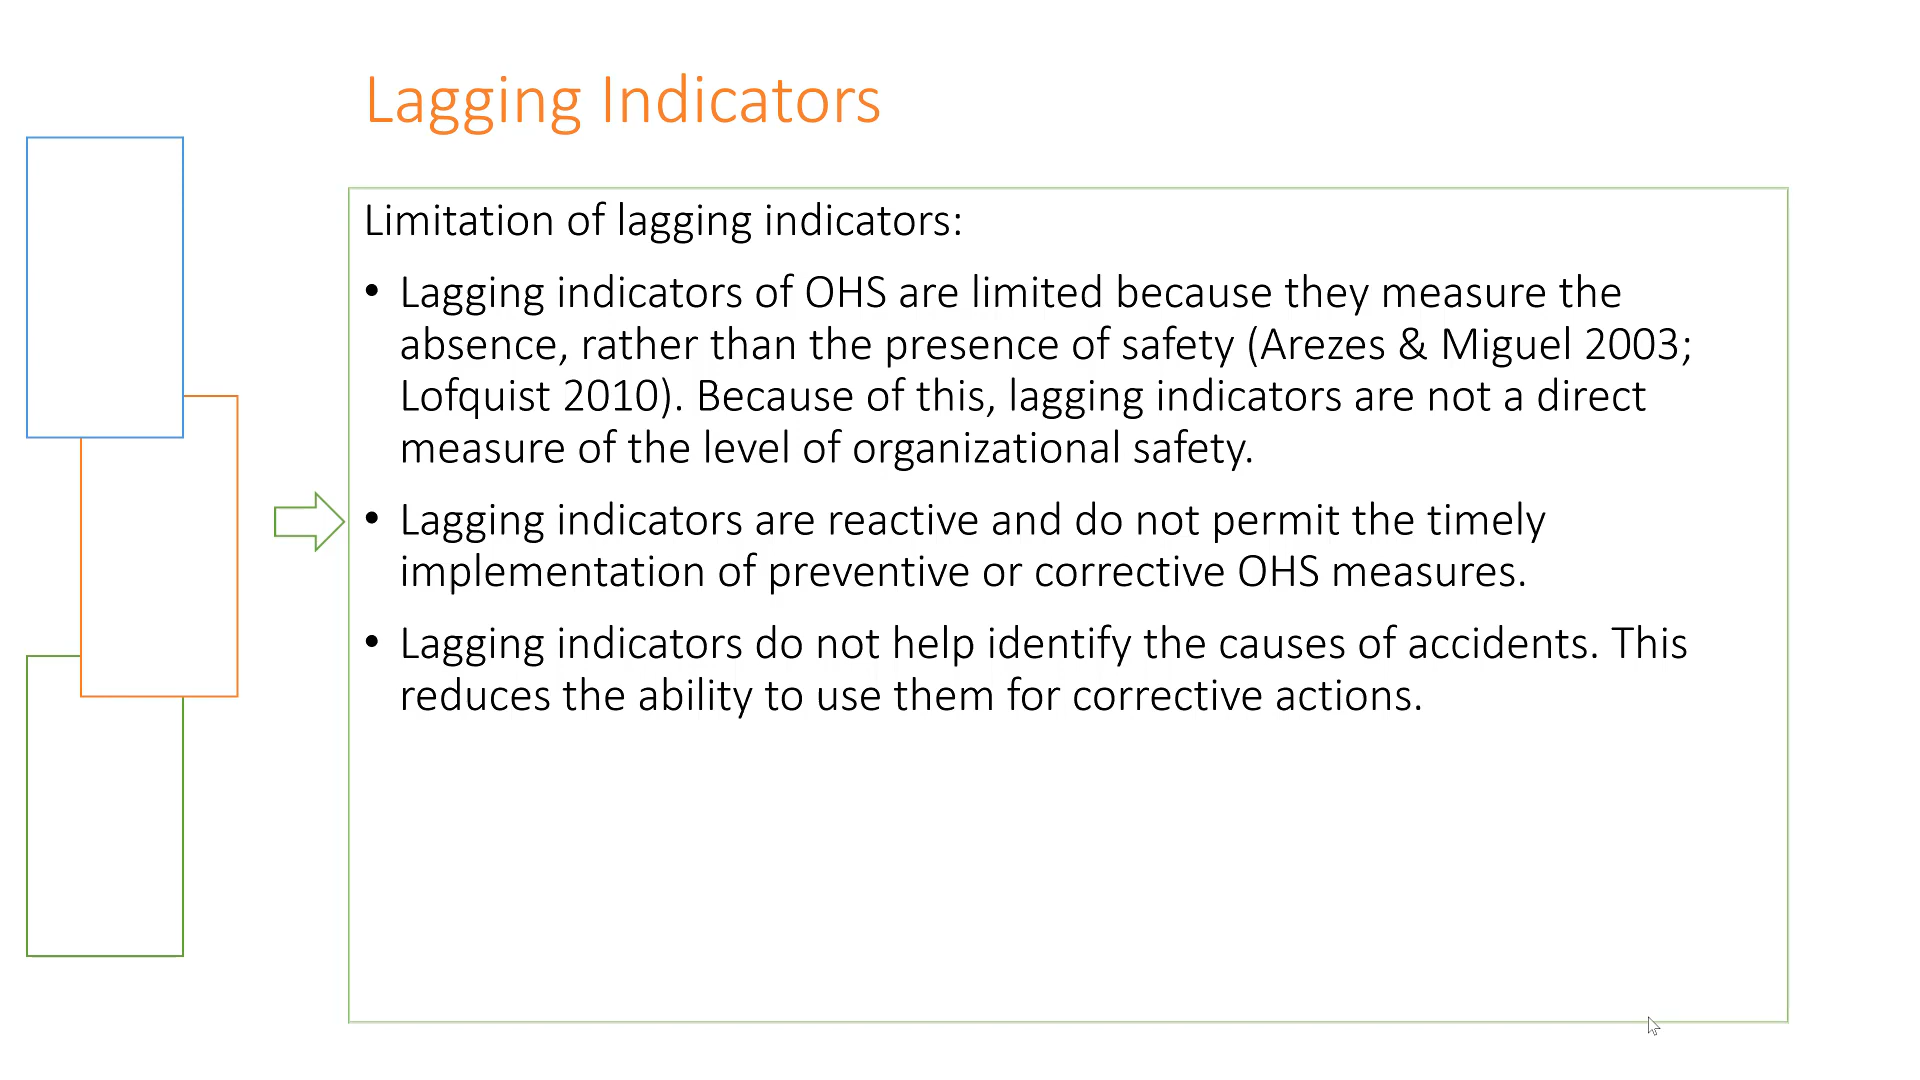 Lagging Indicators
Limitation of lagging indicators:
• Lagging indicators of OHS are limited because they measure the
absence, rather than the presence of safety (Arezes & Miguel 2003;
Lofquist 2010). Because of this, lagging indicators are not a direct
measure of the level of organizational safety.
• Lagging indicators are reactive and do not permit the timely
implementation of preventive or corrective OHS measures.
• Lagging indicators do not help identify the causes of accidents. This
reduces the ability to use them for corrective actions.